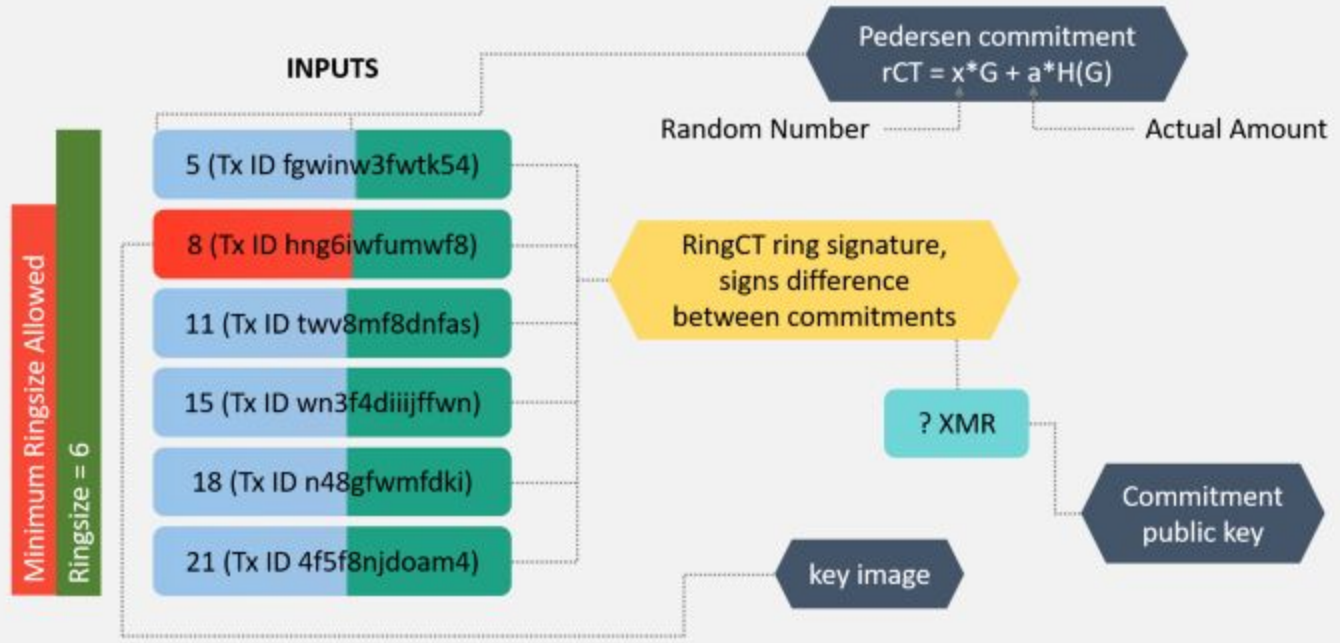 INPUTS
Pedersen commitment
rCT = x*G + a*H(G)
Random Number
Actual Amount
5 (Tx ID fgwinw3fwtk54)
8 (Tx ID hng6iwfumwf8)
11 (Tx ID twv8mf8dnfas)
15 (Tx ID wn3f4diiijffwn)
18 (Tx ID n48gfwmfdki)
21 (Tx ID 4f5f8njdoam4)
Minimum Ringsize Allowed
Ringsize = 6
RingCT ring signature,
signs difference
between commitments
? XMR
Commitment
public key
key image